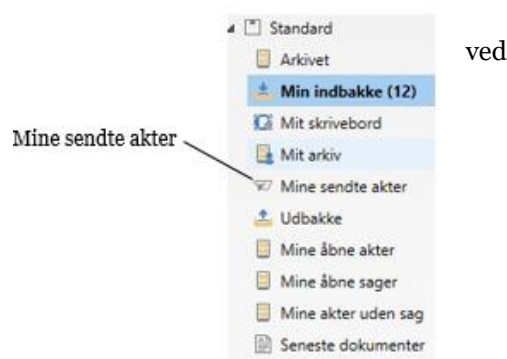 Standard
Arkivet
ved
Min indbakke (12)
Mit skrivebord
Mine sendte akter
Mit arkiv
Mine sendte akter
Udbakke
Mine åbne akter
Mine åbne sager
Mine akter uden sag
Seneste dokumenter